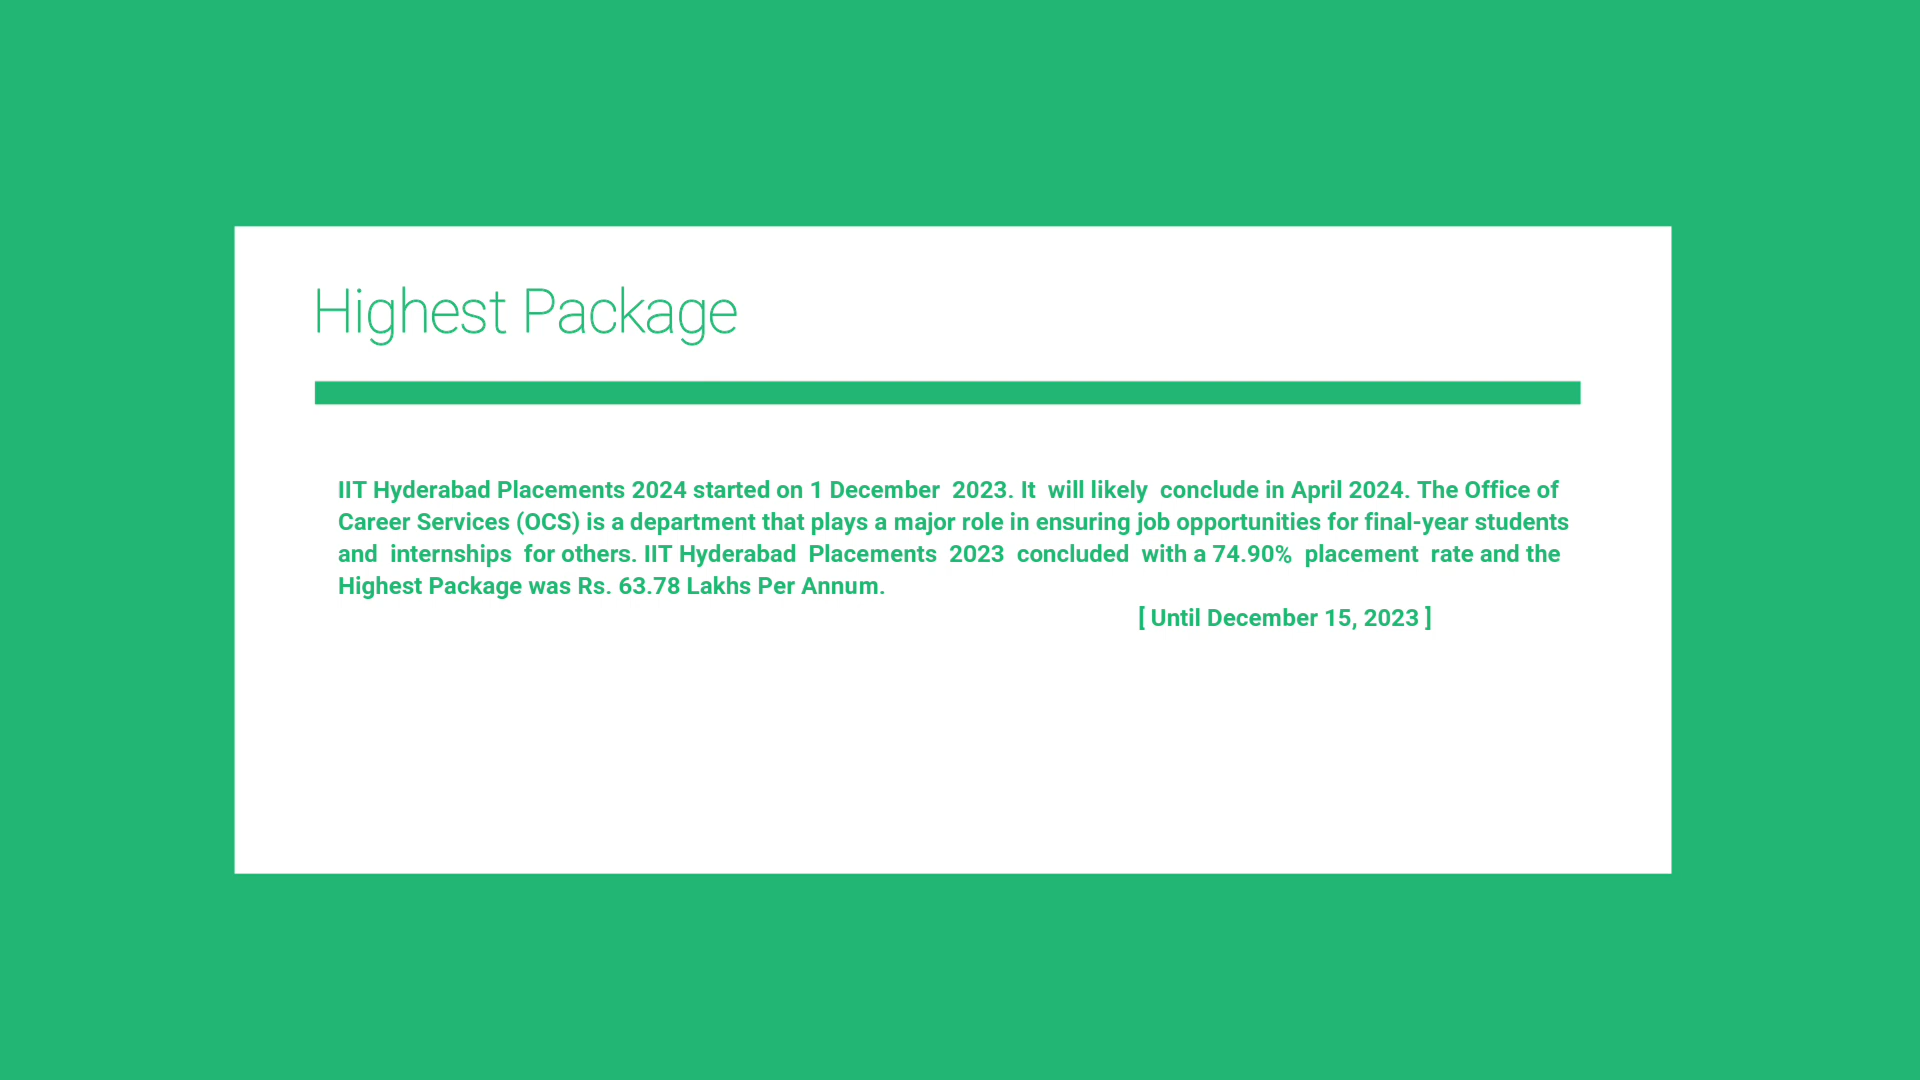 Highest Package
IIT Hyderabad Placements 2024 started on 1 December  2023. It  will likely  conclude in April 2024. The Office of
Career Services (OCS) is a department that plays a major role in ensuring job opportunities for final-year students
and  internships  for others. IIT Hyderabad  Placements  2023  concluded  with a 74.90%  placement  rate and the
Highest Package was Rs. 63.78 Lakhs Per Annum.
[ Until December 15, 2023 ]